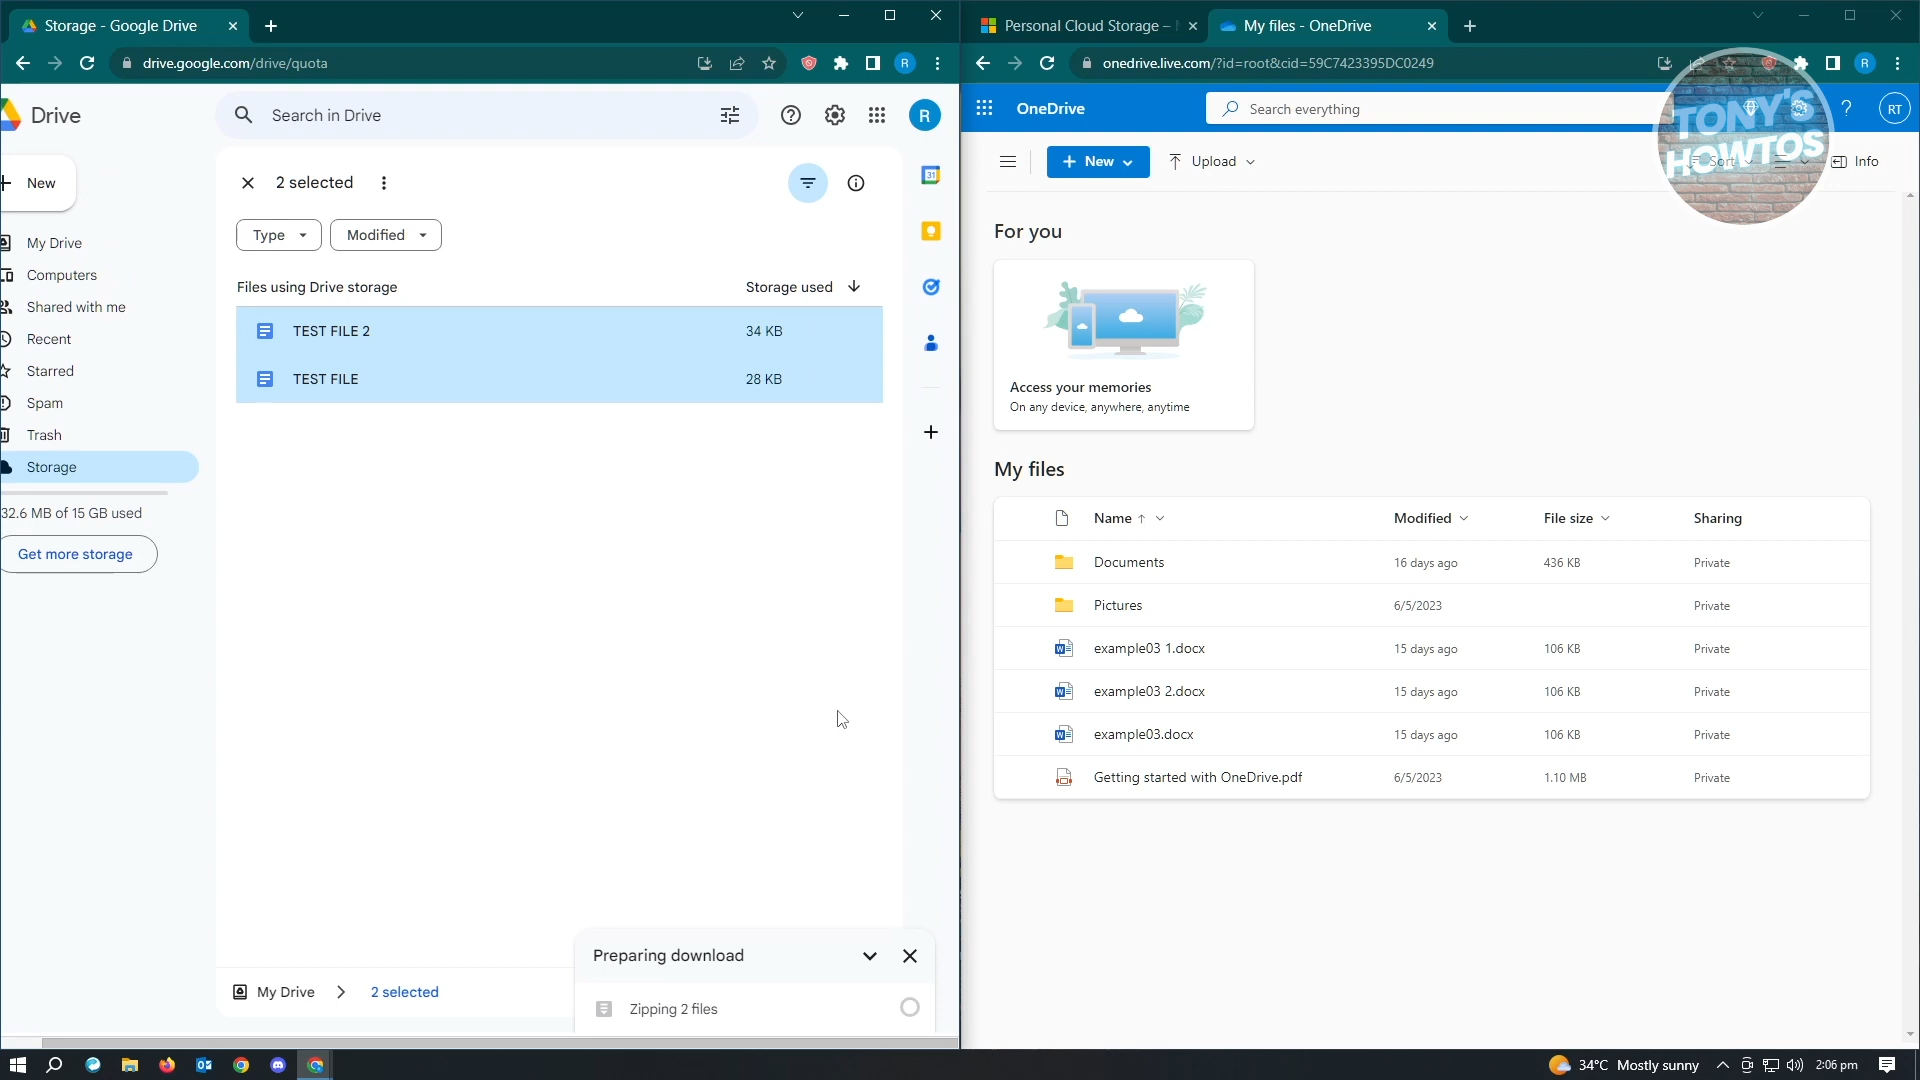 Storage - Google Drive
drive.google.com/drive/quota
R
Drive
Search in Drive
R
New
2 selected
31
Type
Modified
My Drive
Computers
Shared with me
Recent
Starred
Spam
Trash
Storage
32.6 MB of 15 GB used
Get more storage
Files using Drive storage
Storage used
TEST FILE 2
34 KB
TEST FILE
28 KB
My Drive
2 selected
Preparing download
Zipping 2 files
Personal Cloud Storage –
My files - OneDrive
onedrive.live.com/?id=root&cid=59C7423395DC0249
R
OneDrive
Search everything
RT
TONY'S
HOWTOS
New
Upload
Sort
Info
For you
Access your memories
On any device, anywhere, anytime
My files
Name
Modified
File size
Sharing
Documents
16 days ago
436 KB
Private
Pictures
6/5/2023
Private
example03 1.docx
15 days ago
106 KB
Private
example03 2.docx
15 days ago
106 KB
Private
example03.docx
15 days ago
106 KB
Private
Getting started with OneDrive.pdf
6/5/2023
1.10 MB
Private
34°C Mostly sunny
2:06 pm